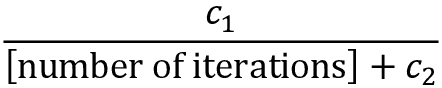 c₁
[number of iterations] + c₂